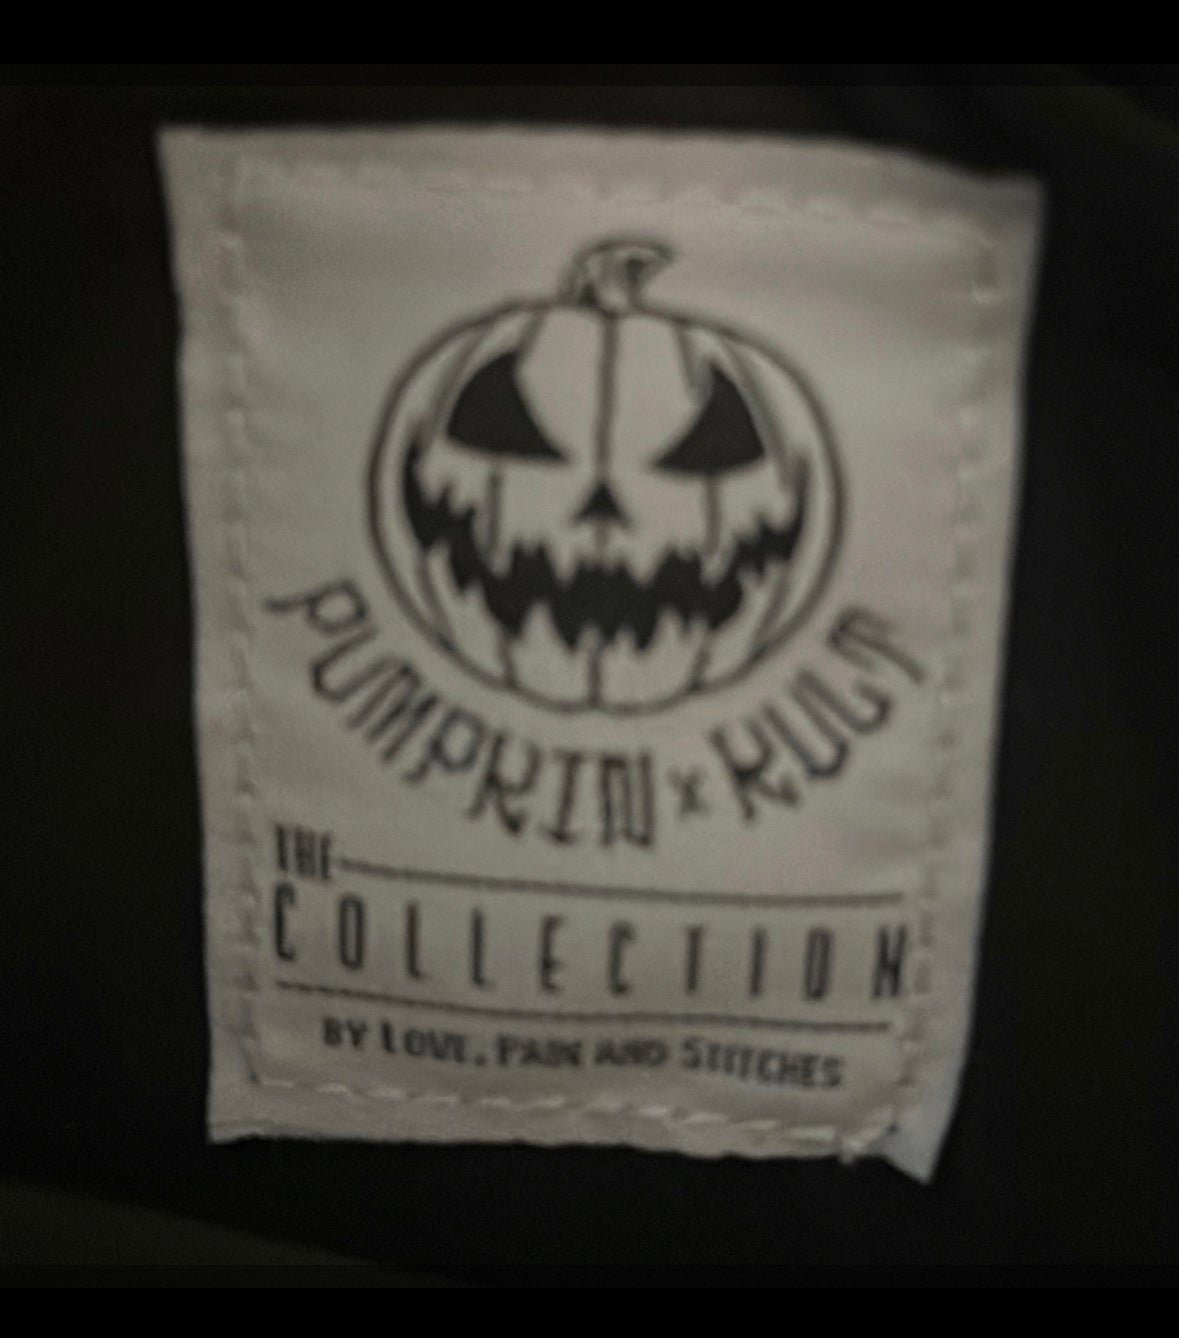 PUMPKIN x KULT
THE
COLLECTION
BY LOVE, PAIN AND STITCHES